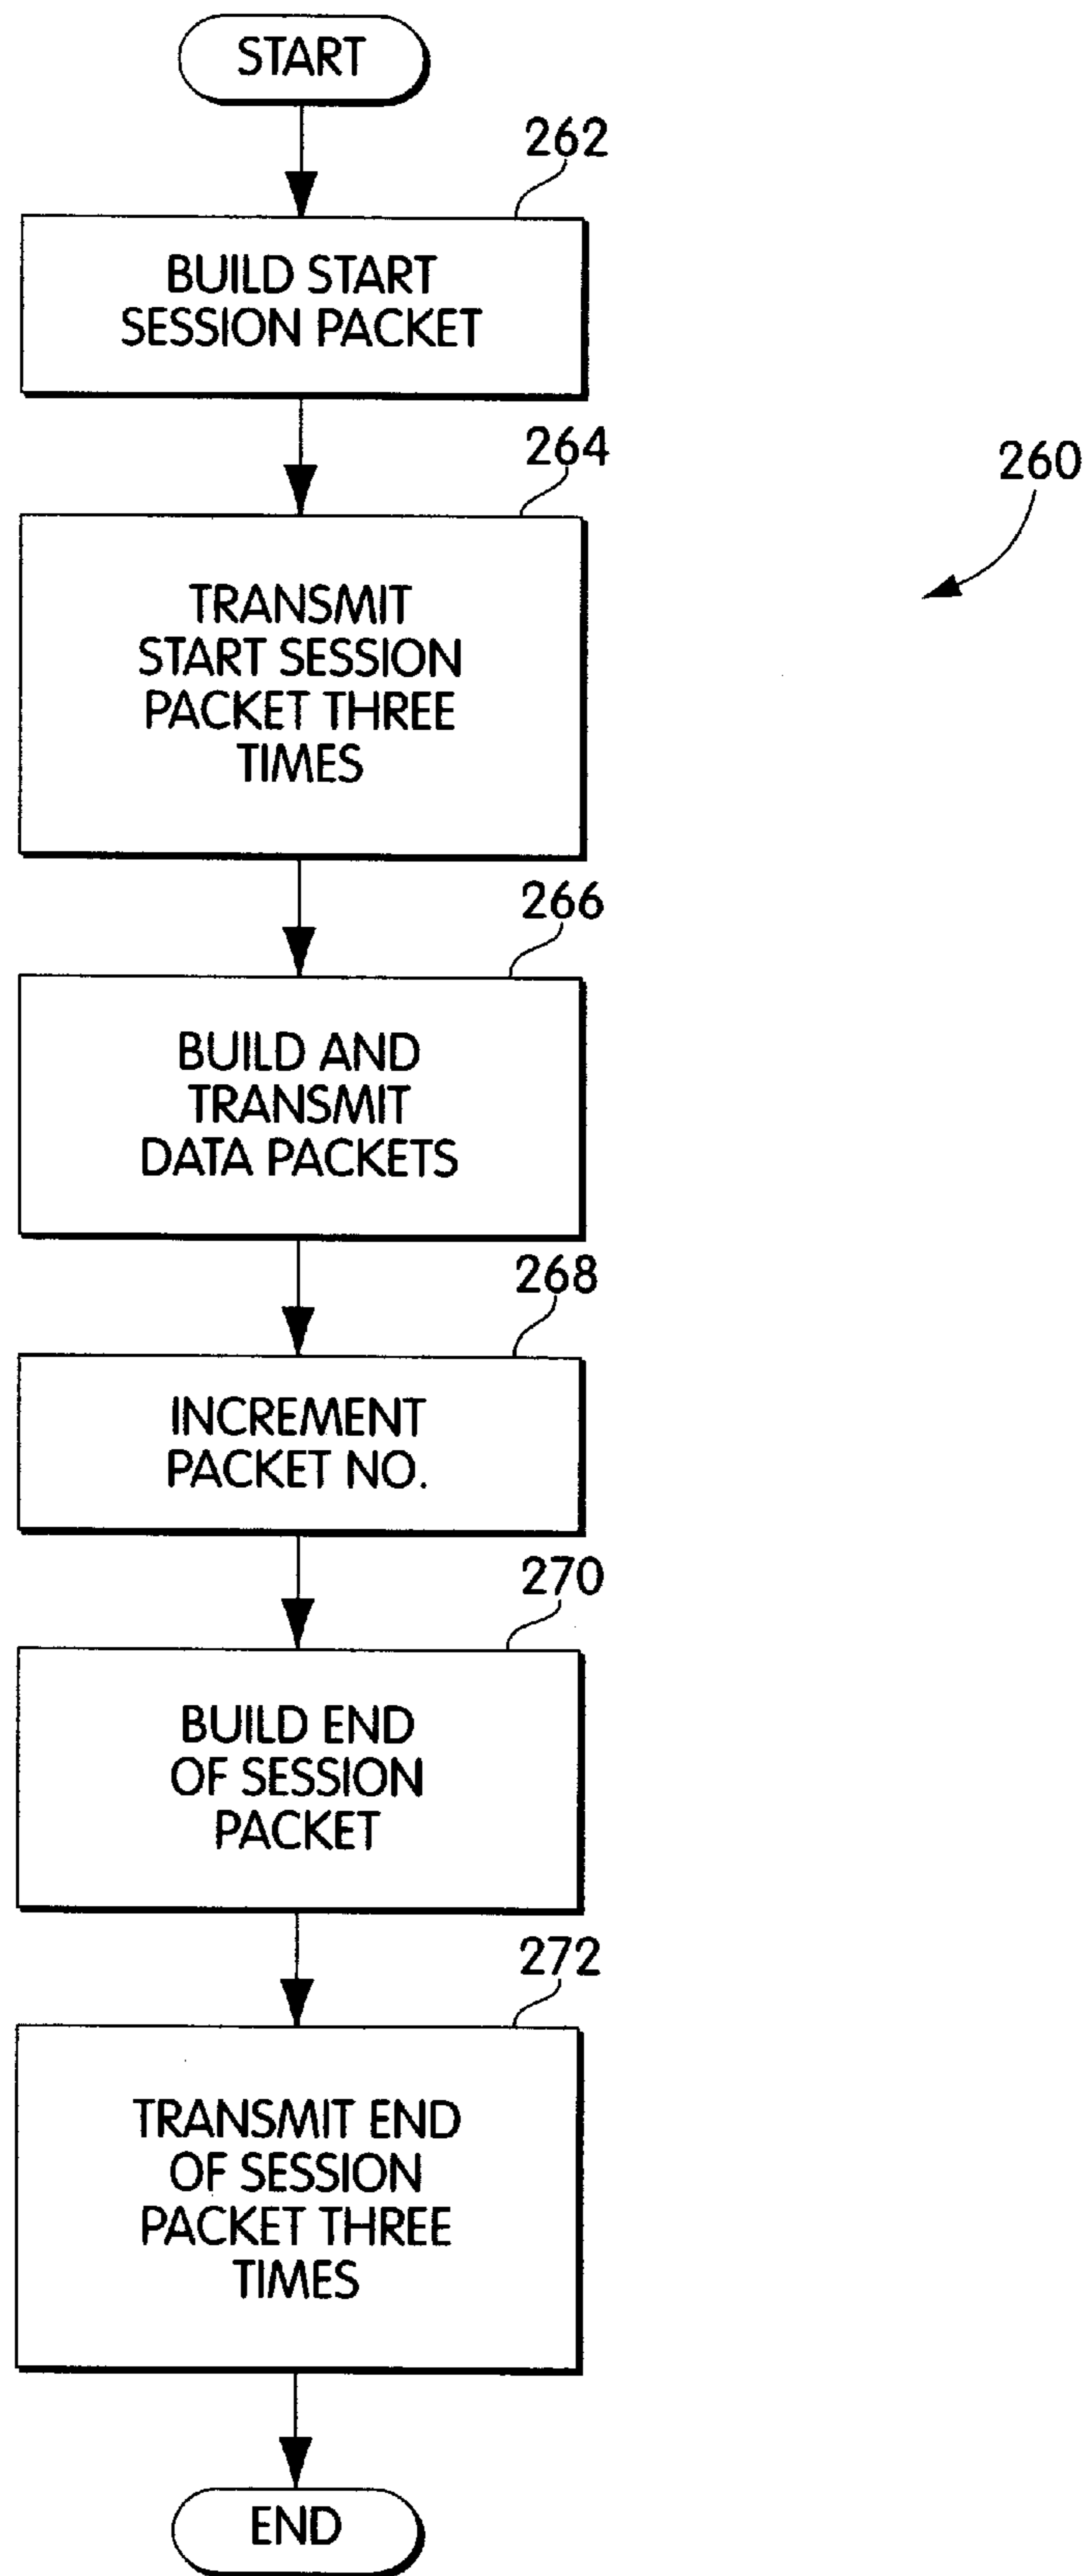 START
262
BUILD START
SESSION PACKET
264
260
TRANSMIT
START SESSION
PACKET THREE
TIMES
266
BUILD AND
TRANSMIT
DATA PACKETS
268
INCREMENT
PACKET NO.
270
BUILD END
OF SESSION
PACKET
272
TRANSMIT END
OF SESSION
PACKET THREE
TIMES
END